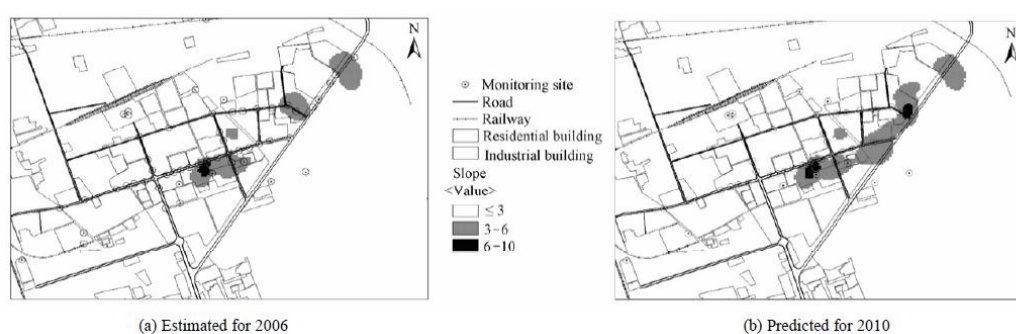 N
Monitoring site
Road
Railway
Residential building
Industrial building
Slope
<Value>
≤ 3
3-6
6-10
N
(a) Estimated for 2006
(b) Predicted for 2010